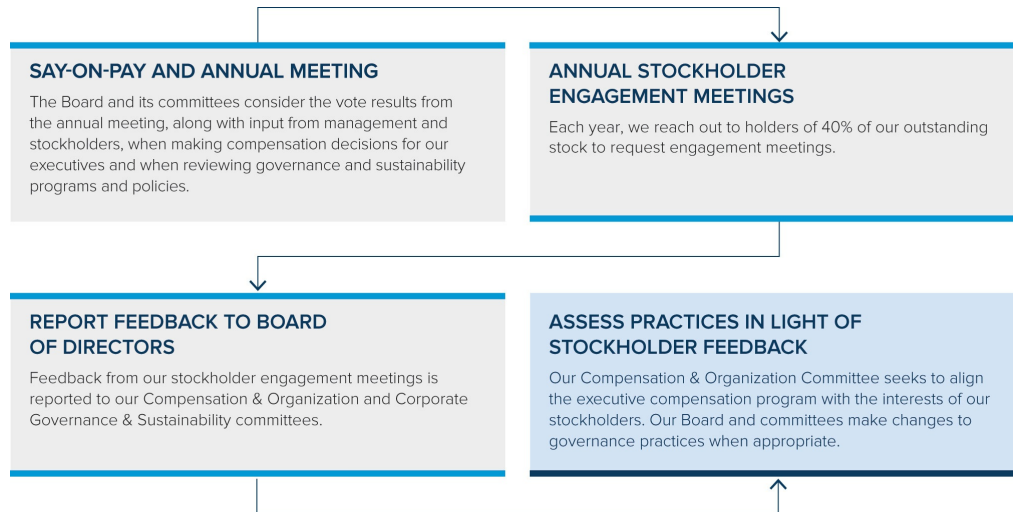 SAY-ON-PAY AND ANNUAL MEETING
The Board and its committees consider the vote results from
the annual meeting, along with input from management and
stockholders, when making compensation decisions for our
executives and when reviewing governance and sustainability
programs and policies.
ANNUAL STOCKHOLDER
ENGAGEMENT MEETINGS
Each year, we reach out to holders of 40% of our outstanding
stock to request engagement meetings.
REPORT FEEDBACK TO BOARD
OF DIRECTORS
Feedback from our stockholder engagement meetings is
reported to our Compensation & Organization and Corporate
Governance & Sustainability committees.
ASSESS PRACTICES IN LIGHT OF
STOCKHOLDER FEEDBACK
Our Compensation & Organization Committee seeks to align
the executive compensation program with the interests of our
stockholders. Our Board and committees make changes to
governance practices when appropriate.